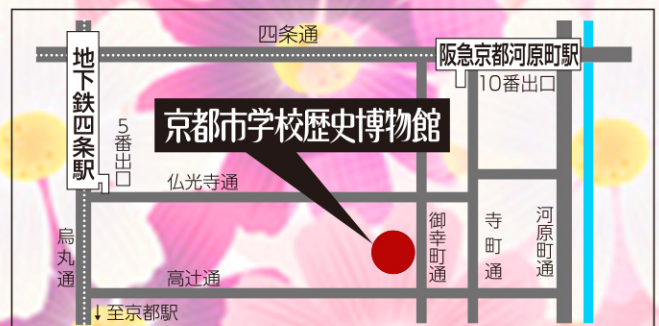 四条通
阪急京都河原町駅
10番出口
地下鉄四条駅
5番出口
京都市学校歴史博物館
仏光寺通
烏丸通
御幸町通
寺町通
河原町通
高辻通
↓至京都駅